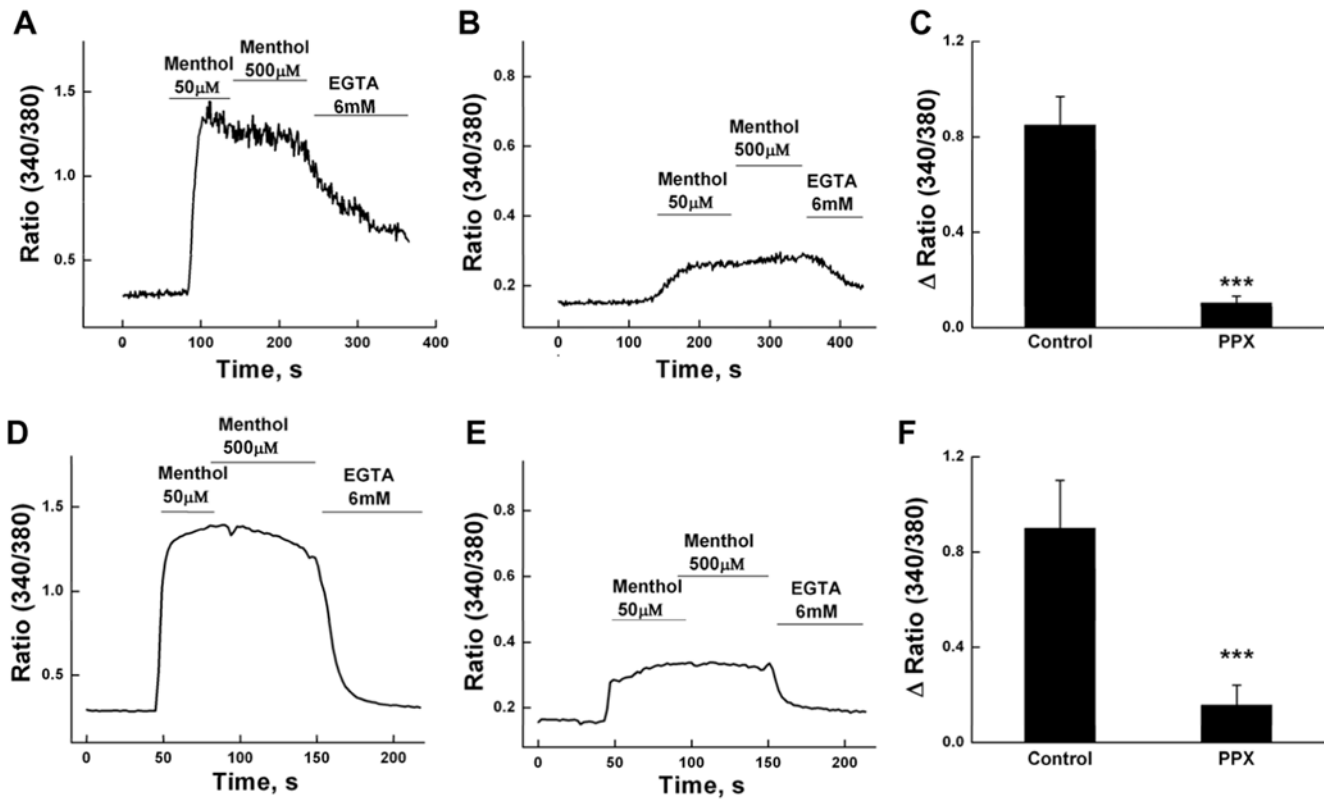 A
Menthol
50μM
Menthol
500μM
EGTA
6mM
Ratio (340/380)
1.5
1.0
0.5
0 100 200 300 400
Time, s
B
Menthol
50μM
Menthol
500μM
EGTA
6mM
Ratio (340/380)
0.8
0.6
0.4
0.2
0 100 200 300 400
Time, s
C
Δ Ratio (340/380)
1.2
0.8
0.4
0.0
***
Control PPX
D
Menthol
50μM
Menthol
500μM
EGTA
6mM
Ratio (340/380)
1.5
1.0
0.5
0 50 100 150 200
Time, s
E
Menthol
50μM
Menthol
500μM
EGTA
6mM
Ratio (340/380)
0.8
0.6
0.4
0.2
0 50 100 150 200
Time, s
F
Δ Ratio (340/380)
1.2
0.8
0.4
0.0
***
Control PPX